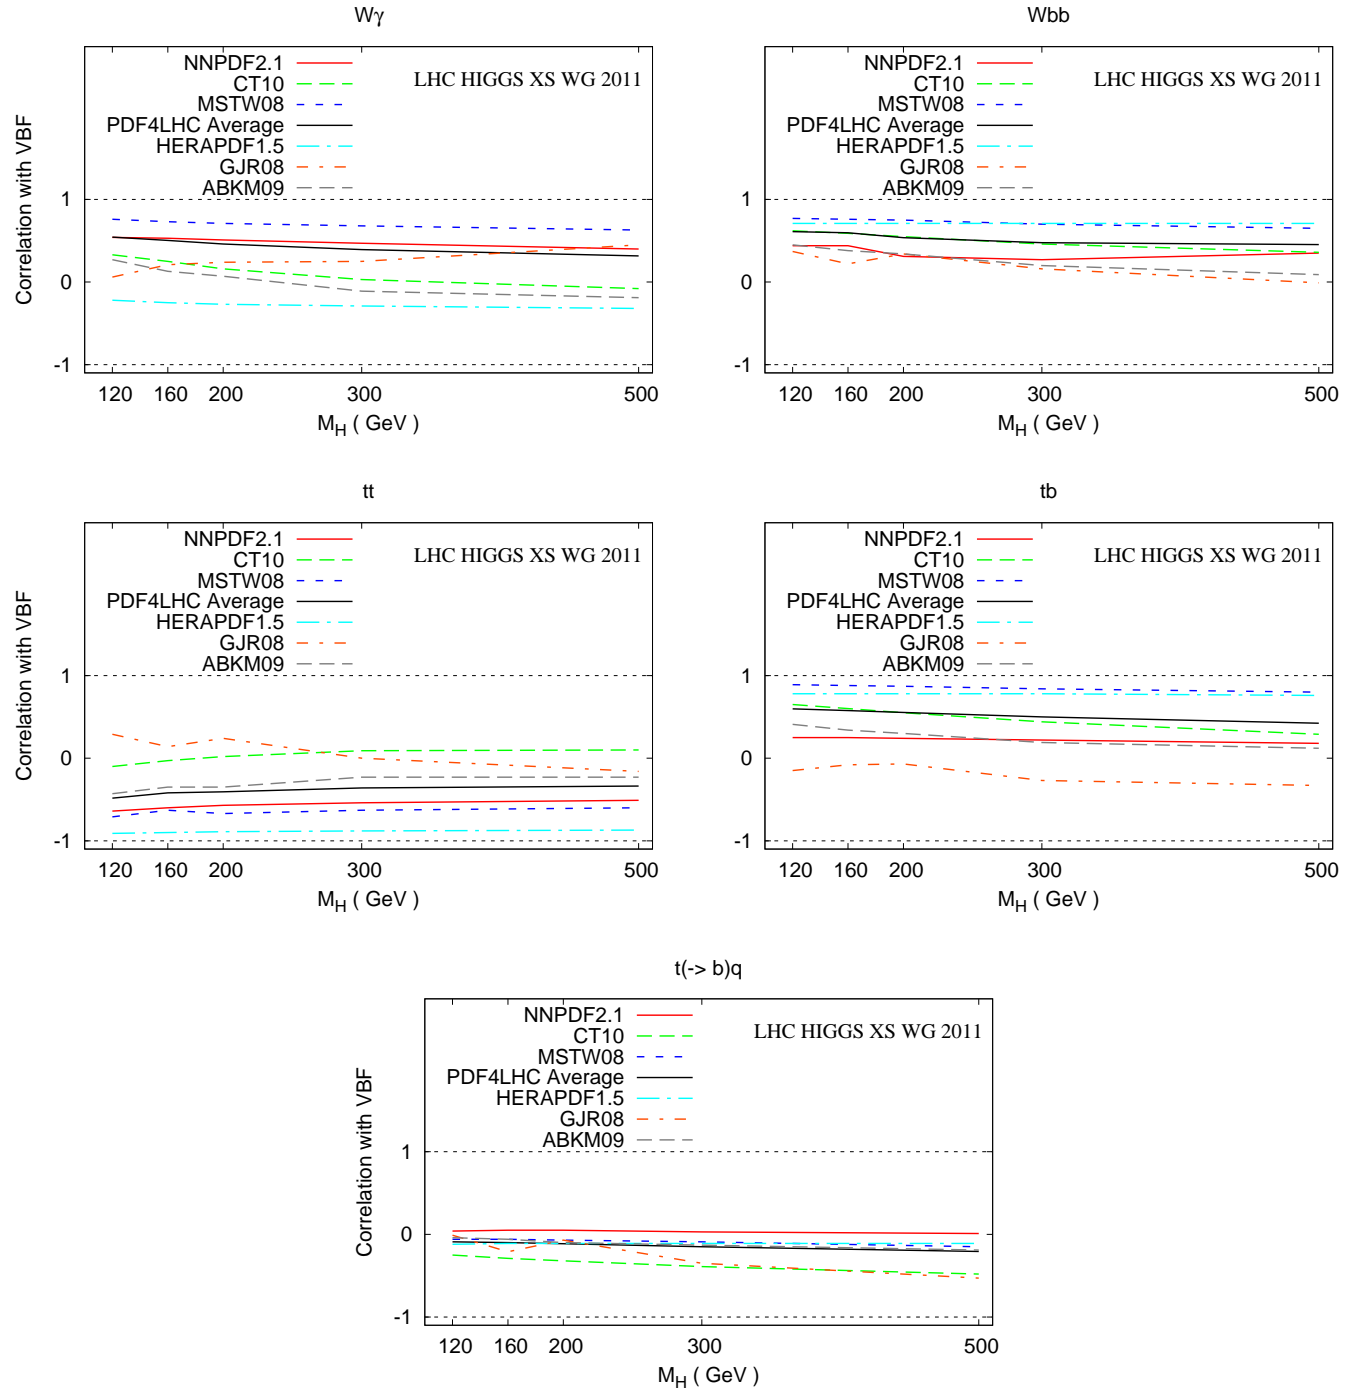 Wγ
NNPDF2.1
CT10
MSTW08
PDF4LHC Average
HERAPDF1.5
GJR08
ABKM09
LHC HIGGS XS WG 2011
Correlation with VBF
1
0
-1
120 160 200 300 500
M_H ( GeV )
Wbb
NNPDF2.1
CT10
MSTW08
PDF4LHC Average
HERAPDF1.5
GJR08
ABKM09
LHC HIGGS XS WG 2011
1
0
-1
120 160 200 300 500
M_H ( GeV )
tt
NNPDF2.1
CT10
MSTW08
PDF4LHC Average
HERAPDF1.5
GJR08
ABKM09
LHC HIGGS XS WG 2011
Correlation with VBF
1
0
-1
120 160 200 300 500
M_H ( GeV )
tb
NNPDF2.1
CT10
MSTW08
PDF4LHC Average
HERAPDF1.5
GJR08
ABKM09
LHC HIGGS XS WG 2011
1
0
-1
120 160 200 300 500
M_H ( GeV )
t(-> b)q
NNPDF2.1
CT10
MSTW08
PDF4LHC Average
HERAPDF1.5
GJR08
ABKM09
LHC HIGGS XS WG 2011
Correlation with VBF
1
0
-1
120 160 200 300 500
M_H ( GeV )